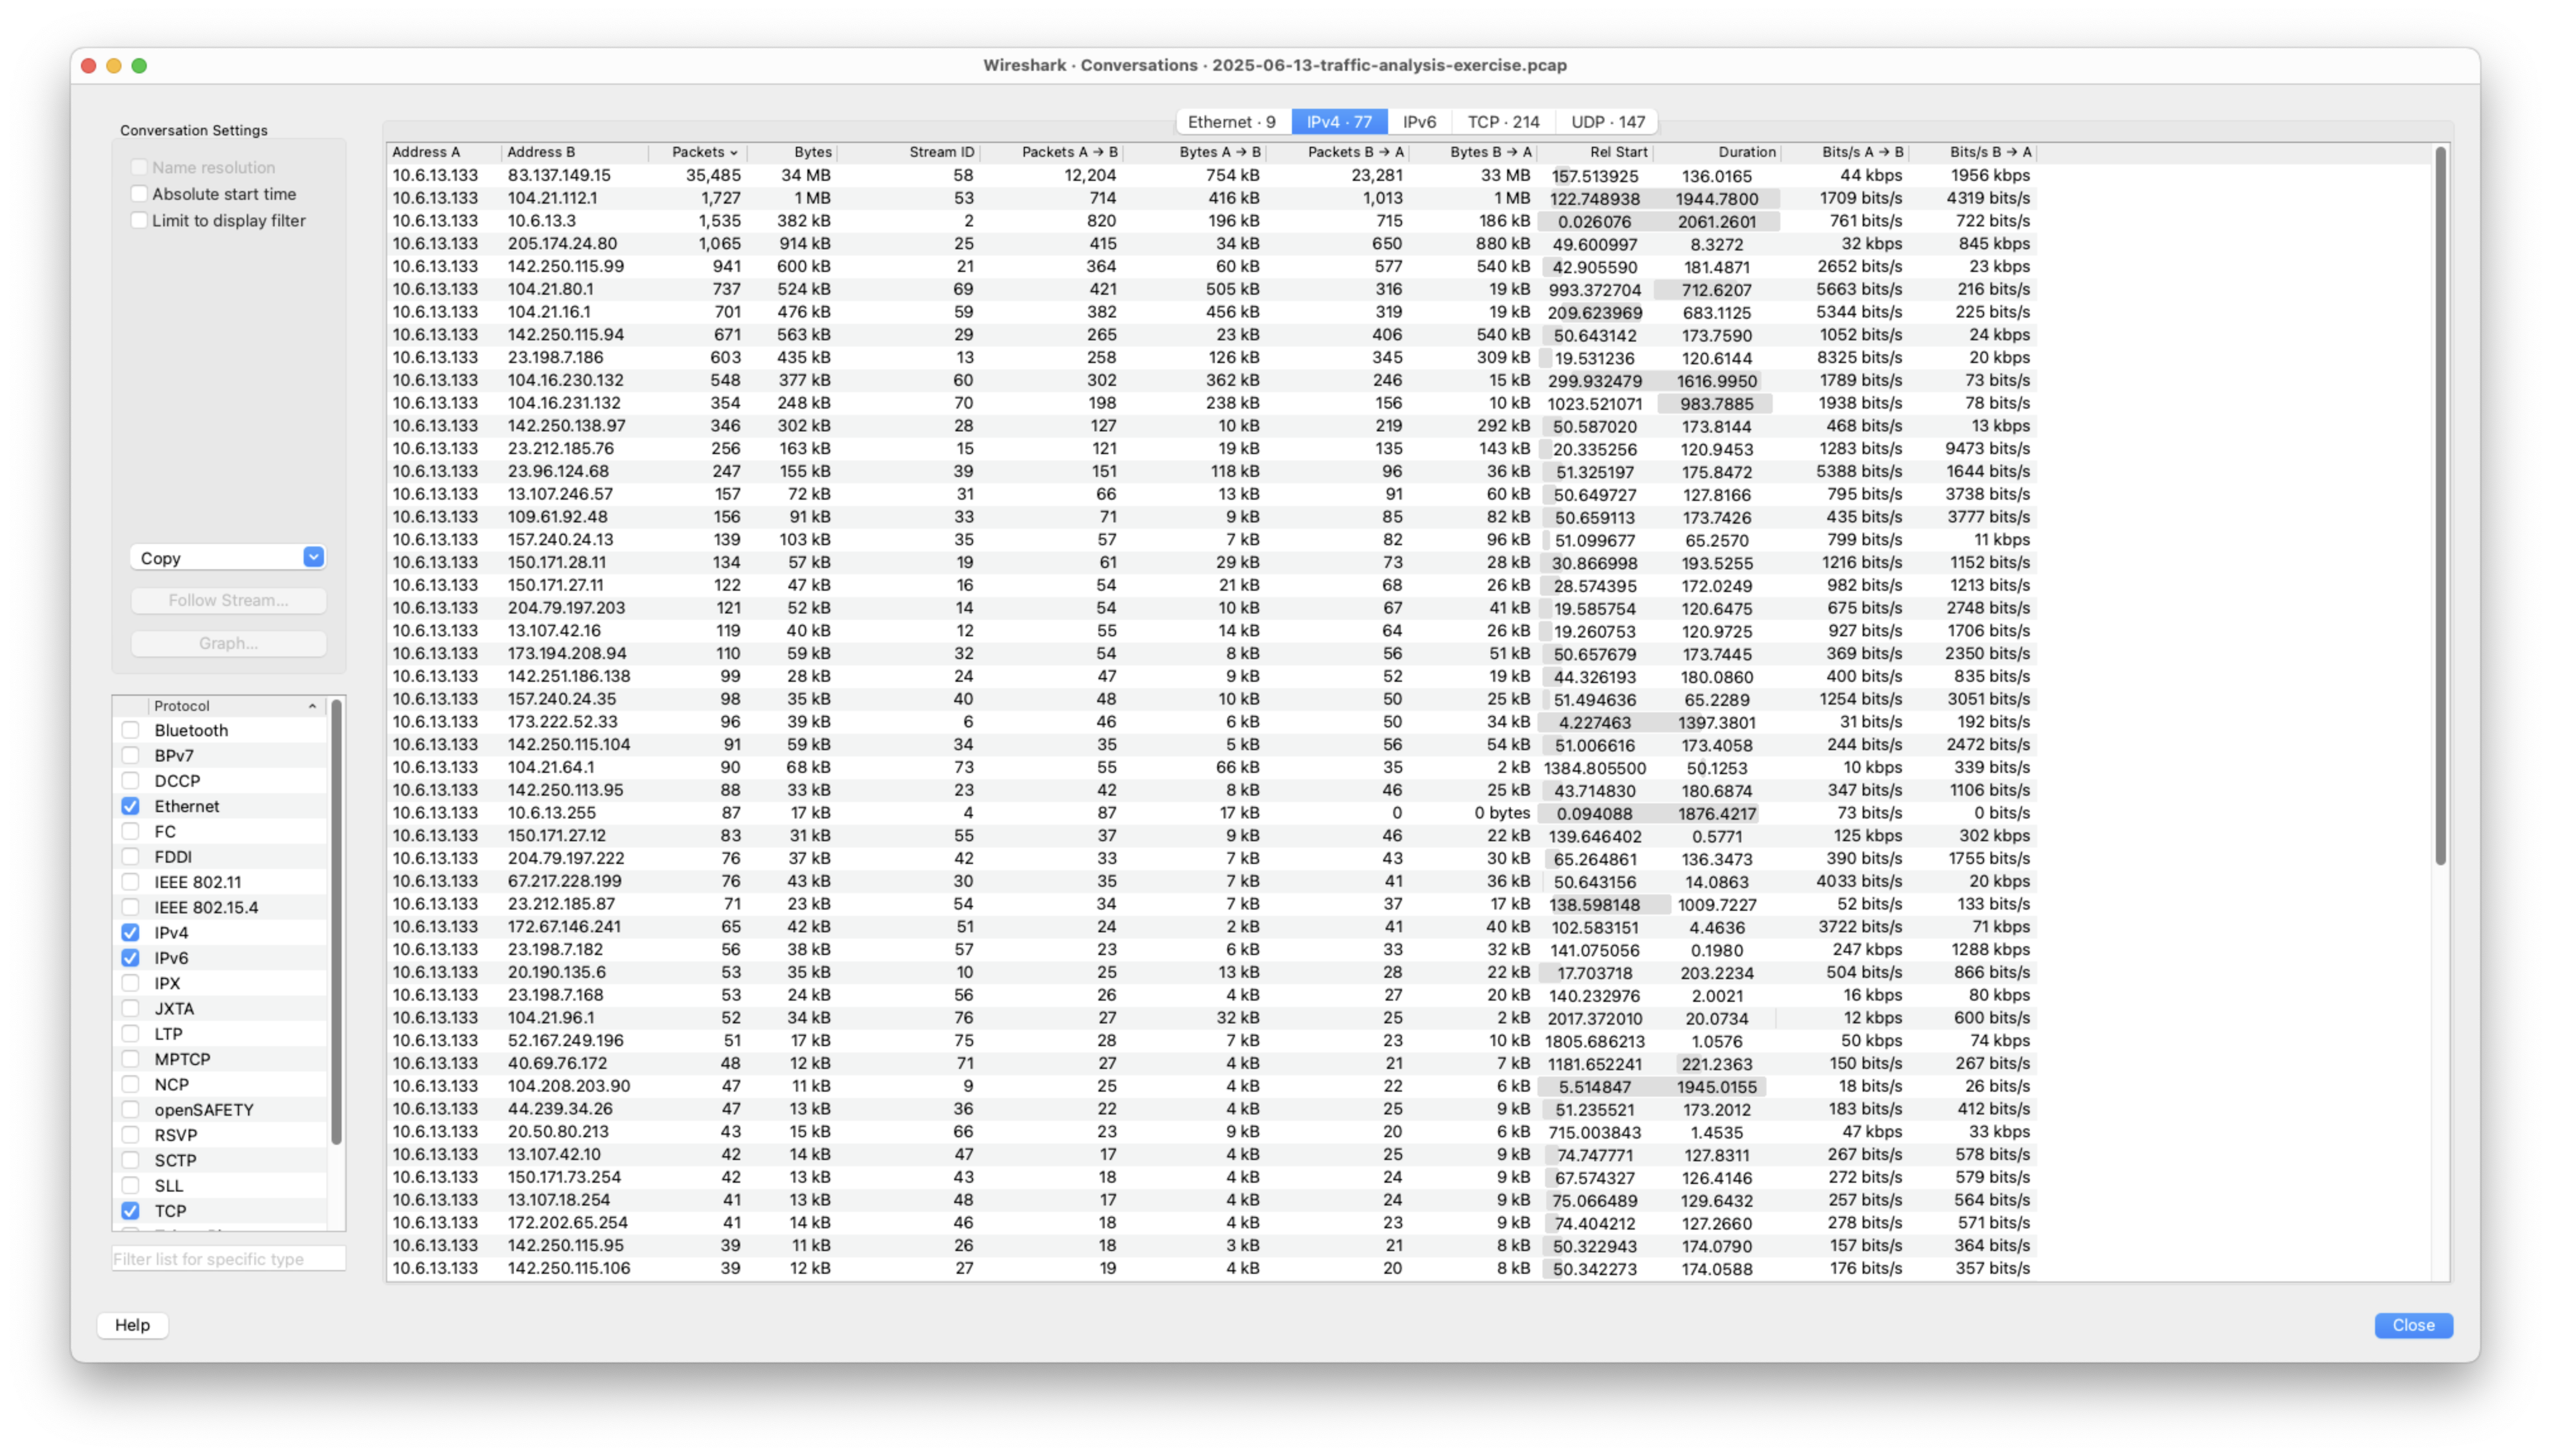 Wireshark · Conversations · 2025-06-13-traffic-analysis-exercise.pcap
Conversation Settings
Name resolution
Absolute start time
Limit to display filter
Copy
Follow Stream...
Graph...
Protocol
Bluetooth
BPv7
DCCP
Ethernet
FC
FDDI
IEEE 802.11
IEEE 802.15.4
IPv4
IPv6
IPX
JXTA
LTP
MPTCP
NCP
openSAFETY
RSVP
SCTP
SLL
TCP
Filter list for specific type
Ethernet · 9 IPv4 · 77 IPv6 TCP · 214 UDP · 147
Address A Address B Packets Bytes Stream ID Packets A → B Bytes A → B Packets B → A Bytes B → A Rel Start Duration Bits/s A → B Bits/s B → A
10.6.13.133 83.137.149.15 35,485 34 MB 58 12,204 754 kB 23,281 33 MB 157.513925 136.0165 44 kbps 1956 kbps
10.6.13.133 104.21.112.1 1,727 1 MB 53 714 416 kB 1,013 1 MB 122.748938 1944.7800 1709 bits/s 4319 bits/s
10.6.13.133 10.6.13.3 1,535 382 kB 2 820 196 kB 715 186 kB 0.026076 2061.2601 761 bits/s 722 bits/s
10.6.13.133 205.174.24.80 1,065 914 kB 25 415 34 kB 650 880 kB 49.600997 8.3272 32 kbps 845 kbps
10.6.13.133 142.250.115.99 941 600 kB 21 364 60 kB 577 540 kB 42.905590 181.4871 2652 bits/s 23 kbps
10.6.13.133 104.21.80.1 737 524 kB 69 421 505 kB 316 19 kB 993.372704 712.6207 5663 bits/s 216 bits/s
10.6.13.133 104.21.16.1 701 476 kB 59 382 456 kB 319 19 kB 209.623969 683.1125 5344 bits/s 225 bits/s
10.6.13.133 142.250.115.94 671 563 kB 29 265 23 kB 406 540 kB 50.643142 173.7590 1052 bits/s 24 kbps
10.6.13.133 23.198.7.186 603 435 kB 13 258 126 kB 345 309 kB 19.531236 120.6144 8325 bits/s 20 kbps
10.6.13.133 104.16.230.132 548 377 kB 60 302 362 kB 246 15 kB 299.932479 1616.9950 1789 bits/s 73 bits/s
10.6.13.133 104.16.231.132 354 248 kB 70 198 238 kB 156 10 kB 1023.521071 983.7885 1938 bits/s 78 bits/s
10.6.13.133 142.250.138.97 346 302 kB 28 127 10 kB 219 292 kB 50.587020 173.8144 468 bits/s 13 kbps
10.6.13.133 23.212.185.76 256 163 kB 15 121 19 kB 135 143 kB 20.335256 120.9453 1283 bits/s 9473 bits/s
10.6.13.133 23.96.124.68 247 155 kB 39 151 118 kB 96 36 kB 51.325197 175.8472 5388 bits/s 1644 bits/s
10.6.13.133 13.107.246.57 157 72 kB 31 66 13 kB 91 60 kB 50.649727 127.8166 795 bits/s 3738 bits/s
10.6.13.133 109.61.92.48 156 91 kB 33 71 9 kB 85 82 kB 50.659113 173.7426 435 bits/s 3777 bits/s
10.6.13.133 157.240.24.13 139 103 kB 35 57 7 kB 82 96 kB 51.099677 65.2570 799 bits/s 11 kbps
10.6.13.133 150.171.28.11 134 57 kB 19 61 29 kB 73 28 kB 30.866998 193.5255 1216 bits/s 1152 bits/s
10.6.13.133 150.171.27.11 122 47 kB 16 54 21 kB 68 26 kB 28.574395 172.0249 982 bits/s 1213 bits/s
10.6.13.133 204.79.197.203 121 52 kB 14 54 10 kB 67 41 kB 19.585754 120.6475 675 bits/s 2748 bits/s
10.6.13.133 13.107.42.16 119 40 kB 12 55 14 kB 64 26 kB 19.260753 120.9725 927 bits/s 1706 bits/s
10.6.13.133 173.194.208.94 110 59 kB 32 54 8 kB 56 51 kB 50.657679 173.7445 369 bits/s 2350 bits/s
10.6.13.133 142.251.186.138 99 28 kB 24 47 9 kB 52 19 kB 44.326193 180.0860 400 bits/s 835 bits/s
10.6.13.133 157.240.24.35 98 35 kB 40 48 10 kB 50 25 kB 51.494636 65.2289 1254 bits/s 3051 bits/s
10.6.13.133 173.222.52.33 96 39 kB 6 46 6 kB 50 34 kB 4.227463 1397.3801 31 bits/s 192 bits/s
10.6.13.133 142.250.115.104 91 59 kB 34 35 5 kB 56 54 kB 51.006616 173.4058 244 bits/s 2472 bits/s
10.6.13.133 104.21.64.1 90 68 kB 73 55 66 kB 35 2 kB 1384.805500 50.1253 10 kbps 339 bits/s
10.6.13.133 142.250.113.95 88 33 kB 23 42 8 kB 46 25 kB 43.714830 180.6874 347 bits/s 1106 bits/s
10.6.13.133 10.6.13.255 87 17 kB 4 87 17 kB 0 0 bytes 0.094088 1876.4217 73 bits/s 0 bits/s
10.6.13.133 150.171.27.12 83 31 kB 55 37 9 kB 46 22 kB 139.646402 0.5771 125 kbps 302 kbps
10.6.13.133 204.79.197.222 76 37 kB 42 33 7 kB 43 30 kB 65.264861 136.3473 390 bits/s 1755 bits/s
10.6.13.133 67.217.228.199 76 43 kB 30 35 7 kB 41 36 kB 50.643156 14.0863 4033 bits/s 20 kbps
10.6.13.133 23.212.185.87 71 23 kB 54 34 7 kB 37 17 kB 138.598148 1009.7227 52 bits/s 133 bits/s
10.6.13.133 172.67.146.241 65 42 kB 51 24 2 kB 41 40 kB 102.583151 4.4636 3722 bits/s 71 kbps
10.6.13.133 23.198.7.182 56 38 kB 57 23 6 kB 33 32 kB 141.075056 0.1980 247 kbps 1288 kbps
10.6.13.133 20.190.135.6 53 35 kB 10 25 13 kB 28 22 kB 17.703718 203.2234 504 bits/s 866 bits/s
10.6.13.133 23.198.7.168 53 24 kB 56 26 4 kB 27 20 kB 140.232976 2.0021 16 kbps 80 kbps
10.6.13.133 104.21.96.1 52 34 kB 76 27 32 kB 25 2 kB 2017.372010 20.0734 12 kbps 600 bits/s
10.6.13.133 52.167.249.196 51 17 kB 75 28 7 kB 23 10 kB 1805.686213 1.0576 50 kbps 74 kbps
10.6.13.133 40.69.76.172 48 12 kB 71 27 4 kB 21 7 kB 1181.652241 221.2363 150 bits/s 267 bits/s
10.6.13.133 104.208.203.90 47 11 kB 9 25 4 kB 22 6 kB 5.514847 1945.0155 18 bits/s 26 bits/s
10.6.13.133 44.239.34.26 47 13 kB 36 22 4 kB 25 9 kB 51.235521 173.2012 183 bits/s 412 bits/s
10.6.13.133 20.50.80.213 43 15 kB 66 23 9 kB 20 6 kB 715.003843 1.4535 47 kbps 33 kbps
10.6.13.133 13.107.42.10 42 14 kB 47 17 4 kB 25 9 kB 74.747771 127.8311 267 bits/s 578 bits/s
10.6.13.133 150.171.73.254 42 13 kB 43 18 4 kB 24 9 kB 67.574327 126.4146 272 bits/s 579 bits/s
10.6.13.133 13.107.18.254 41 13 kB 48 17 4 kB 24 9 kB 75.066489 129.6432 257 bits/s 564 bits/s
10.6.13.133 172.202.65.254 41 14 kB 46 18 4 kB 23 9 kB 74.404212 127.2660 278 bits/s 571 bits/s
10.6.13.133 142.250.115.95 39 11 kB 26 18 3 kB 21 8 kB 50.322943 174.0790 157 bits/s 364 bits/s
10.6.13.133 142.250.115.106 39 12 kB 27 19 4 kB 20 8 kB 50.342273 174.0588 176 bits/s 357 bits/s
Help
Close